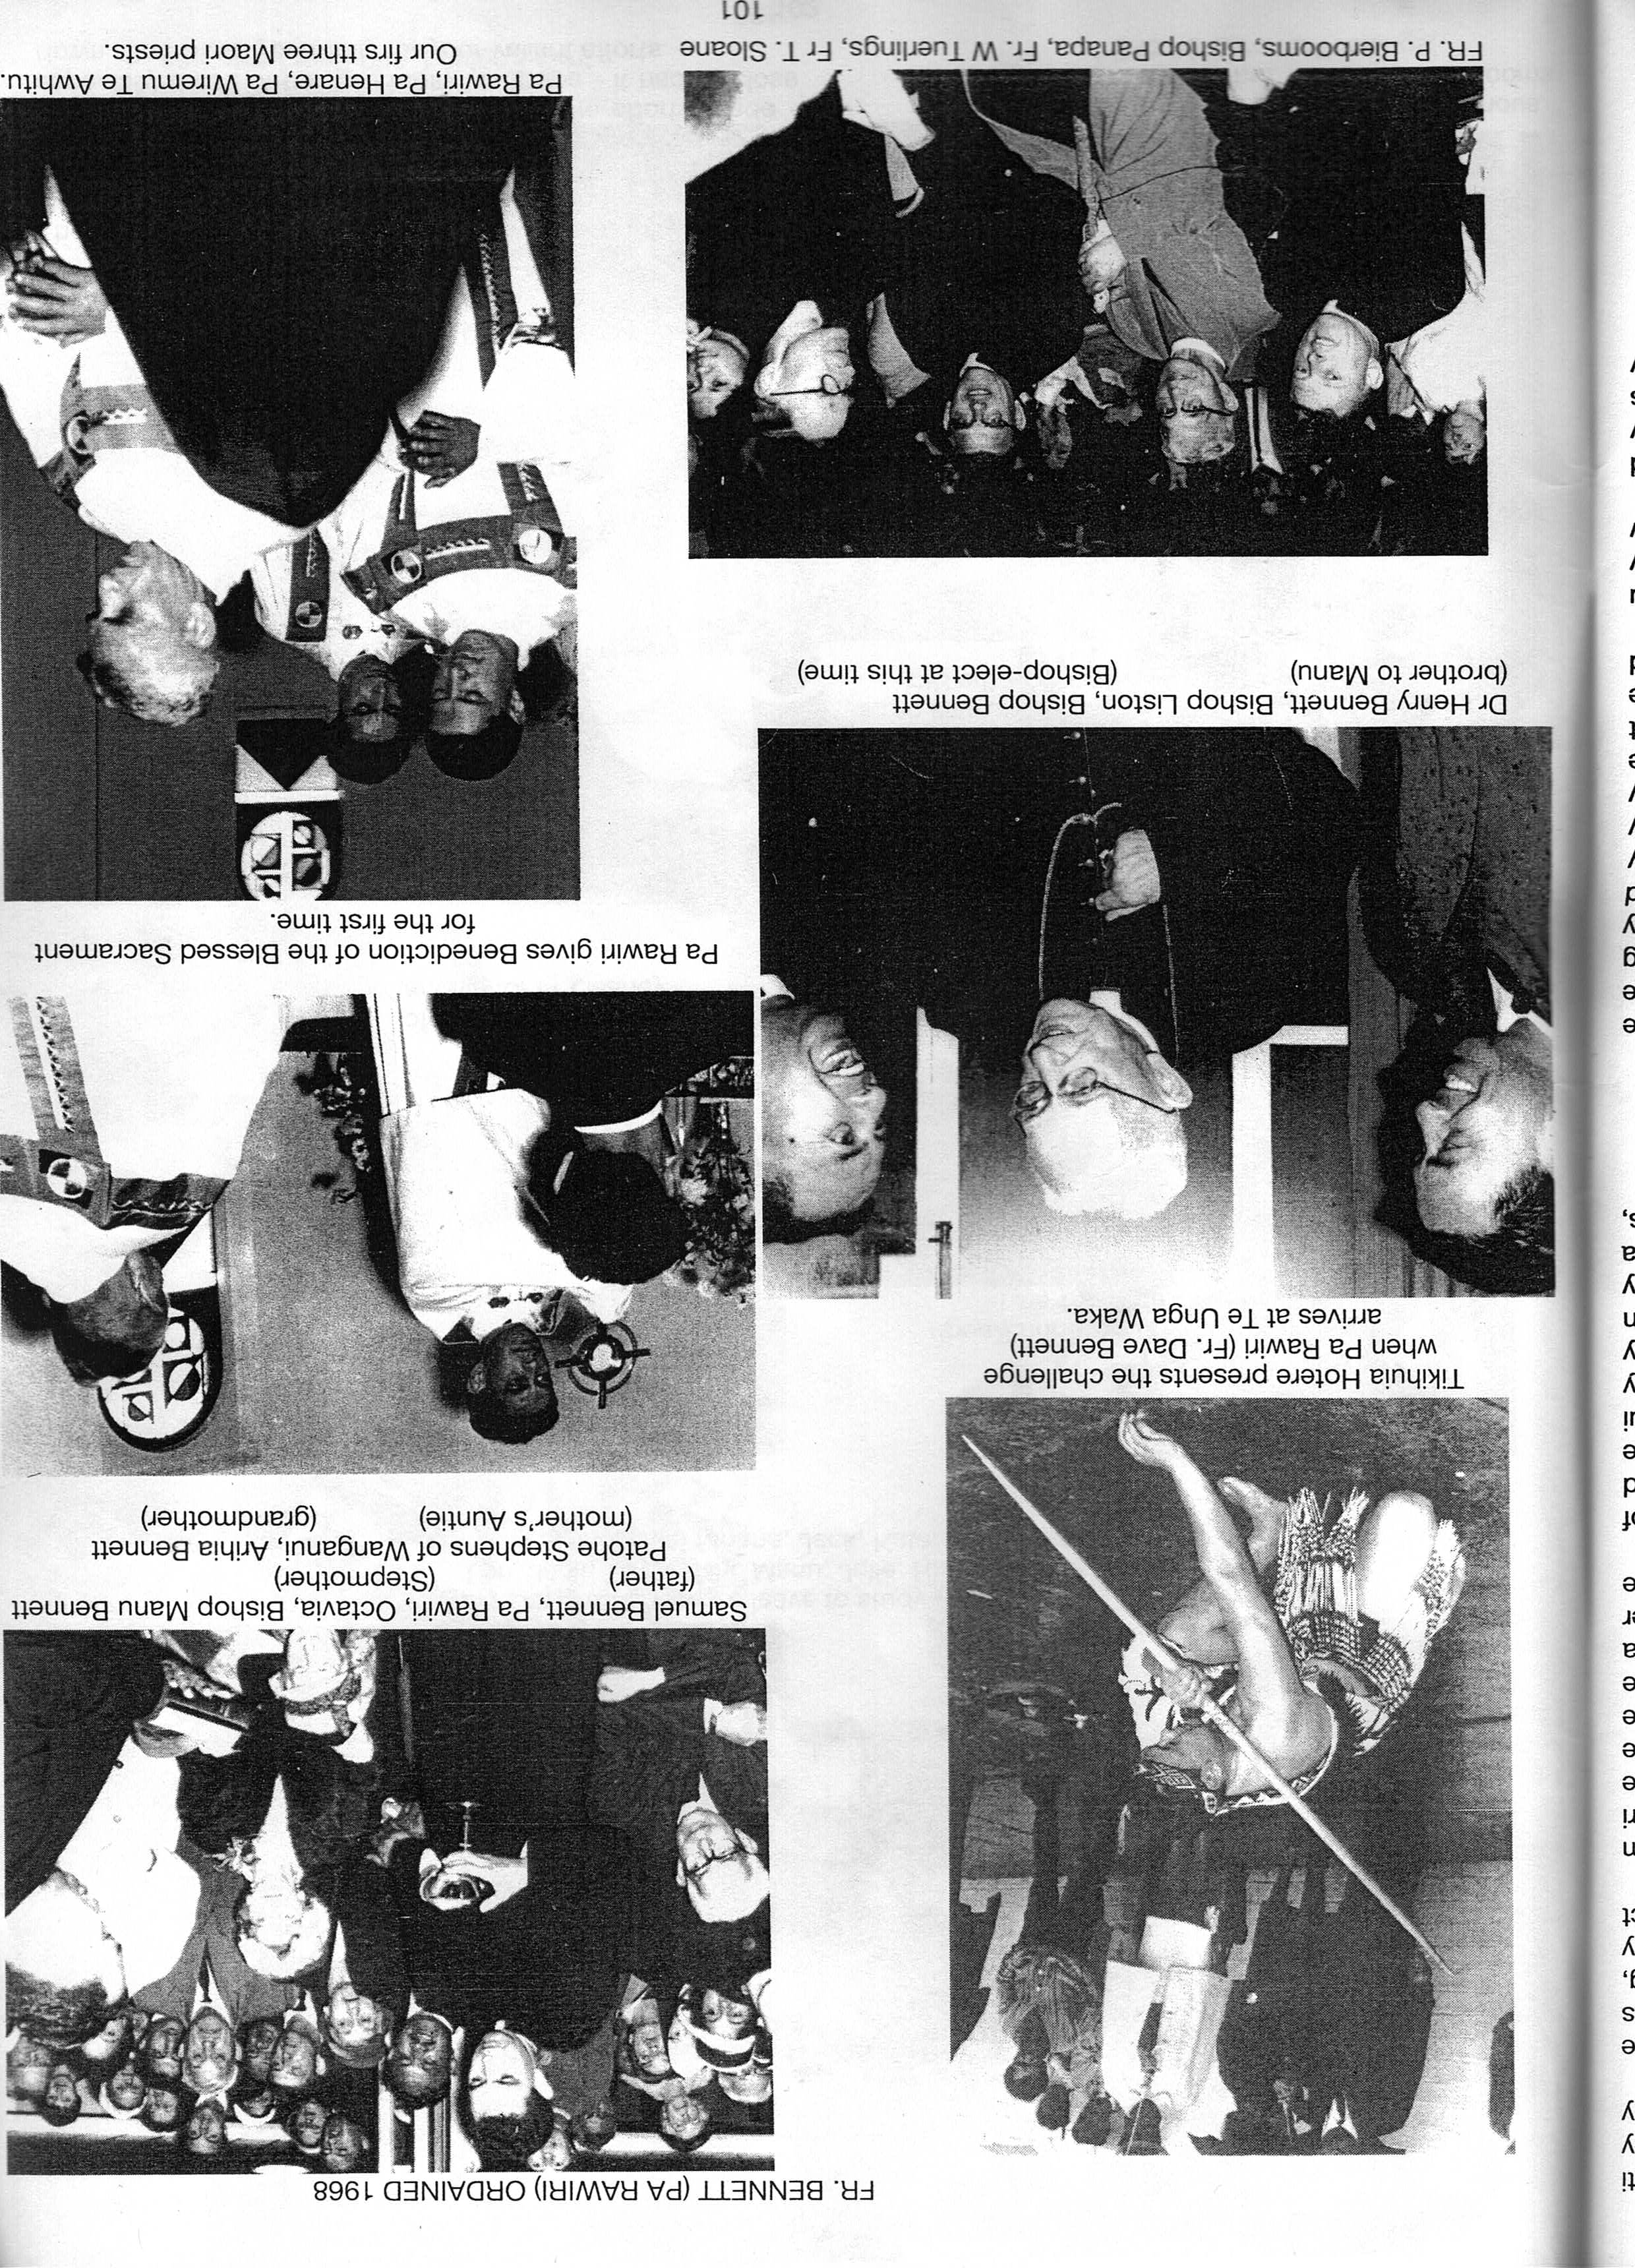 FR. BENNETT (PA RAWIRI) ORDAINED 1968
Samuel Bennett, Pa Rawiri, Octavia, Bishop Manu Bennett
(father) (Stepmother)
Patohe Stephens of Wanganui, Arihia Bennett
(mother's Auntie) (grandmother)
Tikihuia Hotere presents the challenge
when Pa Rawiri (Fr. Dave Bennett)
arrives at Te Unga Waka.
Pa Rawiri gives Benediction of the Blessed Sacrament
for the first time.
Dr Henry Bennett, Bishop Liston, Bishop Bennett
(brother to Manu) (Bishop-elect at this time)
Pa Rawiri, Pa Henare, Pa Wiremu Te Awhitu.
Our firs tthree Maori priests.
FR. P. Bierbooms, Bishop Panapa, Fr. W Tuerlings, Fr T. Sloane
101